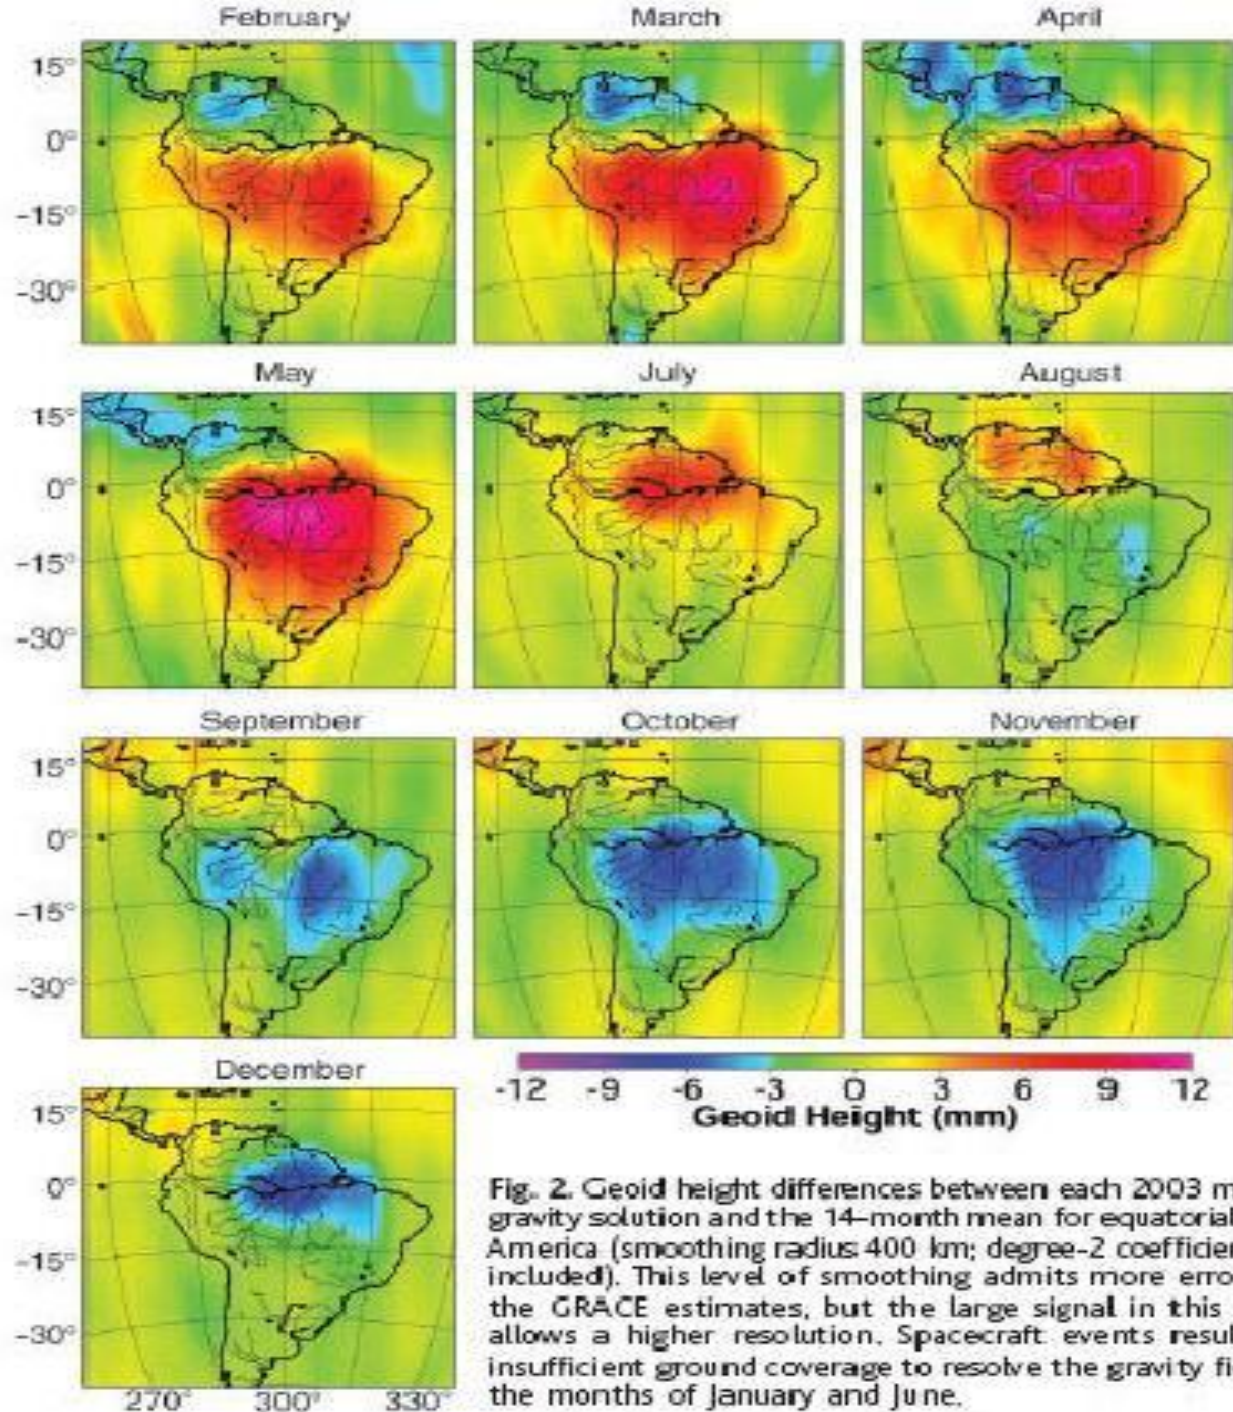 February March April
15°
0°
-15°
-30°
May July August
15°
0°
-15°
-30°
September October November
15°
0°
-15°
-30°
December
15°
0°
-15°
-30°
270° 300° 330°
-12 -9 -6 -3 0 3 6 9 12
Geoid Height (mm)
Fig. 2. Geoid height differences between each 2003 m
gravity solution and the 14-month mean for equatorial
America (smoothing radius 400 km; degree-2 coefficien
included). This level of smoothing admits more erro
the GRACE estimates, but the large signal in this
allows a higher resolution. Spacecraft events resul
insufficient ground coverage to resolve the gravity fi
the months of January and June.